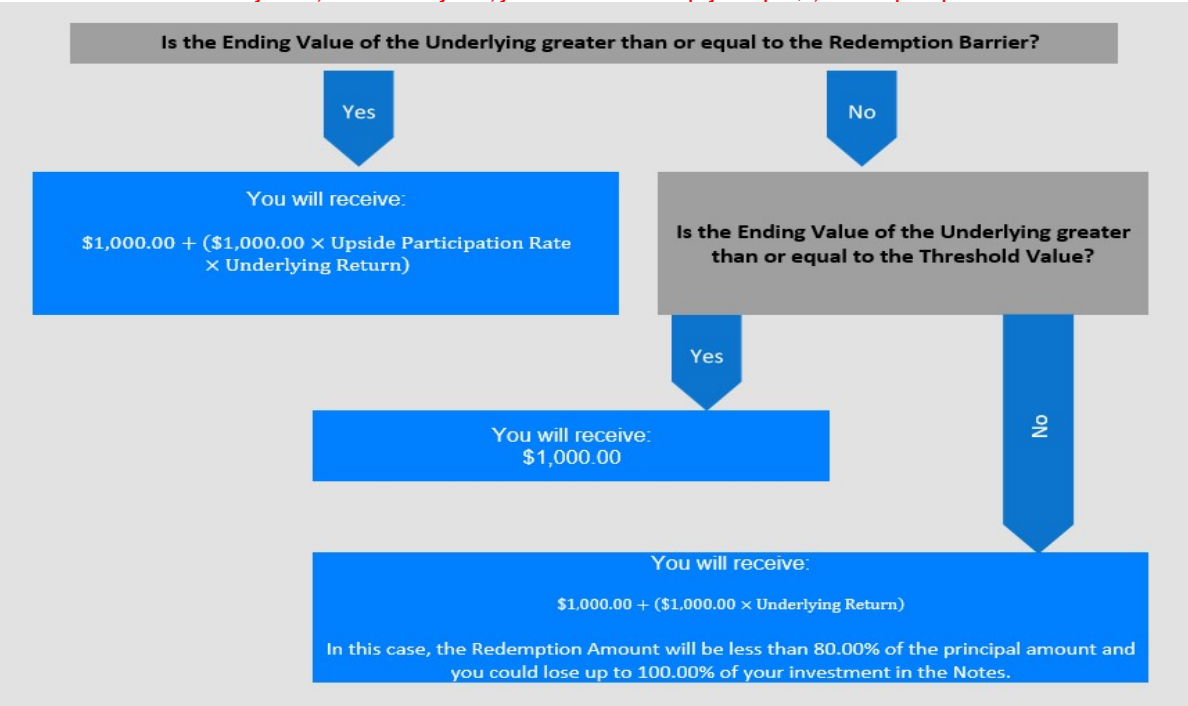 Is the Ending Value of the Underlying greater than or equal to the Redemption Barrier?
Yes
No
You will receive:
$1,000.00 + ($1,000.00 × Upside Participation Rate
× Underlying Return)
Is the Ending Value of the Underlying greater
than or equal to the Threshold Value?
Yes
No
You will receive:
$1,000.00
You will receive:
$1,000.00 + ($1,000.00 × Underlying Return)
In this case, the Redemption Amount will be less than 80.00% of the principal amount and
you could lose up to 100.00% of your investment in the Notes.